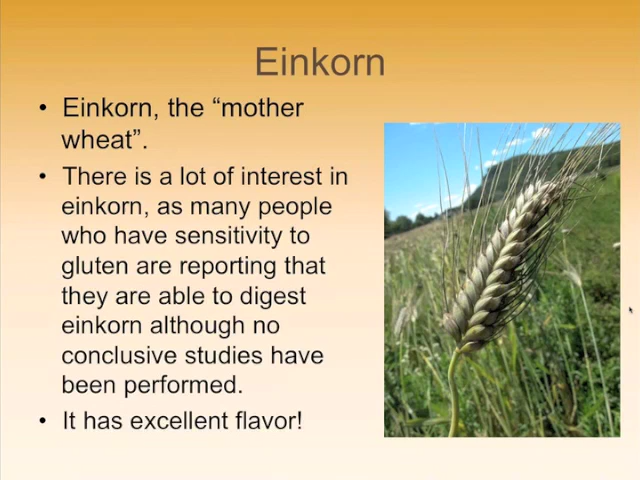 Einkorn
• Einkorn, the “mother
wheat”.
• There is a lot of interest in
einkorn, as many people
who have sensitivity to
gluten are reporting that
they are able to digest
einkorn although no
conclusive studies have
been performed.
• It has excellent flavor!